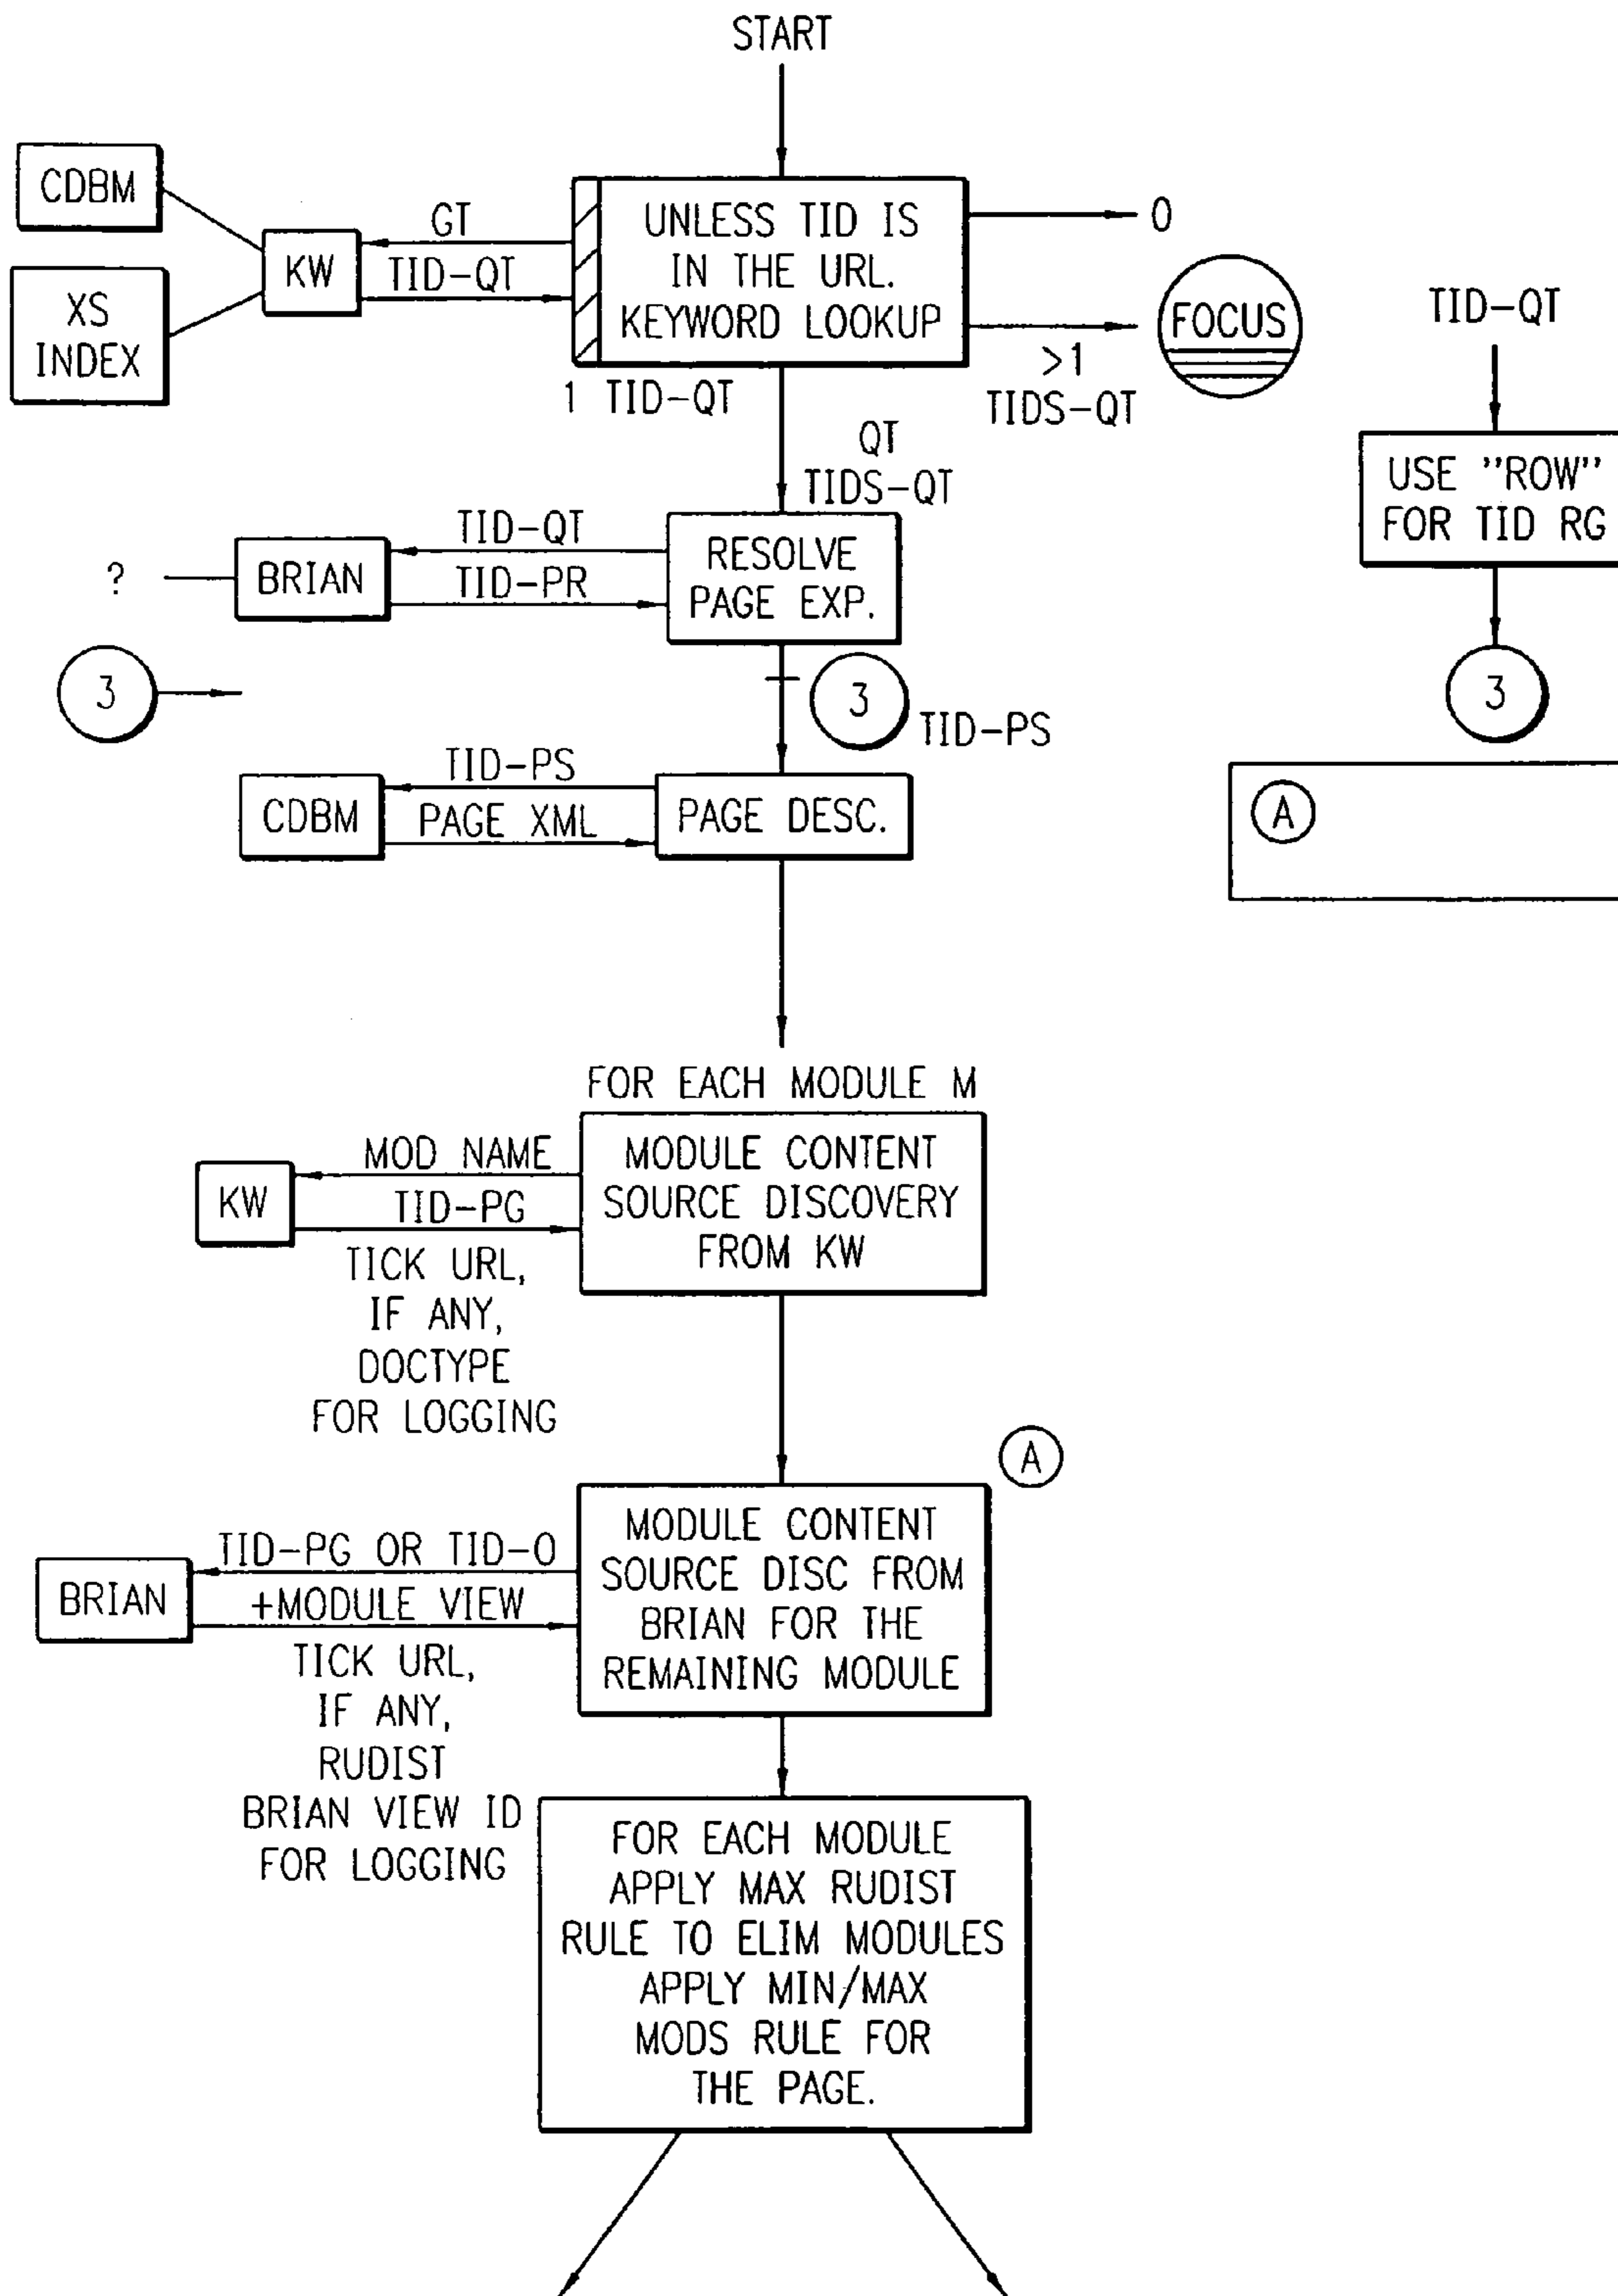 START
CDBM
GT
KW
TID-QT
XS
INDEX
UNLESS TID IS
IN THE URL.
KEYWORD LOOKUP
0
FOCUS
>1
TIDS-QT
1 TID-QT
QT
TIDS-QT
TID-QT
USE "ROW"
FOR TID RG
3
A
?
BRIAN
TID-QT
TID-PR
RESOLVE
PAGE EXP.
3
3
TID-PS
CDBM
TID-PS
PAGE XML
PAGE DESC.
FOR EACH MODULE M
KW
MOD NAME
TID-PG
TICK URL,
IF ANY,
DOCTYPE
FOR LOGGING
MODULE CONTENT
SOURCE DISCOVERY
FROM KW
A
BRIAN
TID-PG OR TID-O
+MODULE VIEW
TICK URL,
IF ANY,
RUDIST
BRIAN VIEW ID
FOR LOGGING
MODULE CONTENT
SOURCE DISC FROM
BRIAN FOR THE
REMAINING MODULE
FOR EACH MODULE
APPLY MAX RUDIST
RULE TO ELIM MODULES
APPLY MIN/MAX
MODS RULE FOR
THE PAGE.